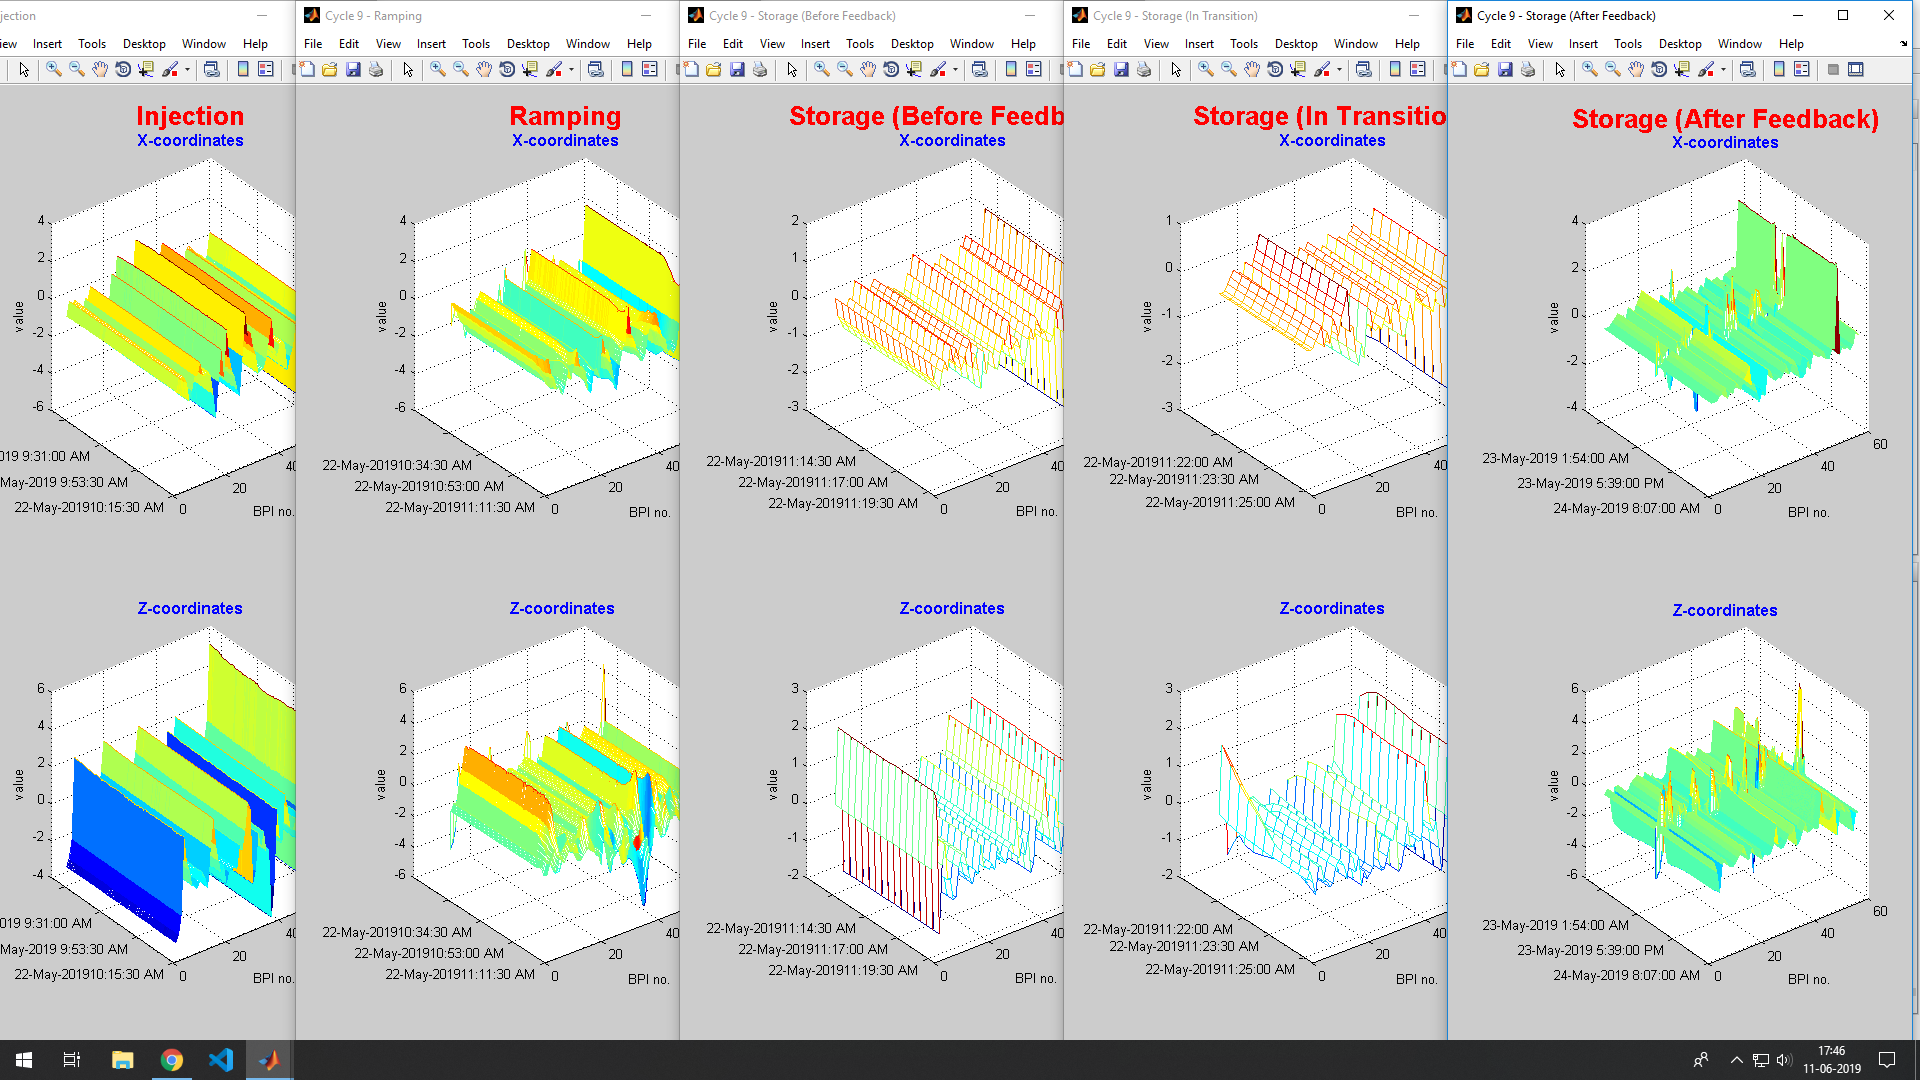 jection
iew Insert Tools Desktop Window Help
Injection
X-coordinates
4
2
0
-2
-4
-6
value
019 9:31:00 AM
May-2019 9:53:30 AM
22-May-201910:15:30 AM
0
20
40
BPI no.
Z-coordinates
6
4
2
0
-2
-4
value
019 9:31:00 AM
May-2019 9:53:30 AM
22-May-201910:15:30 AM
0
20
40
BPI no.
Cycle 9 - Ramping
File Edit View Insert Tools Desktop Window Help
Ramping
X-coordinates
4
2
0
-2
-4
-6
value
22-May-201910:34:30 AM
22-May-201910:53:00 AM
22-May-201911:11:30 AM
0
20
40
BPI no.
Z-coordinates
6
4
2
0
-2
-4
-6
value
22-May-201910:34:30 AM
22-May-201910:53:00 AM
22-May-201911:11:30 AM
0
20
40
BPI no.
Cycle 9 - Storage (Before Feedback)
File Edit View Insert Tools Desktop Window Help
Storage (Before Feedb
X-coordinates
2
1
0
-1
-2
-3
value
22-May-201911:14:30 AM
22-May-201911:17:00 AM
22-May-201911:19:30 AM
0
20
40
BPI no.
Z-coordinates
3
2
1
0
-1
-2
value
22-May-201911:14:30 AM
22-May-201911:17:00 AM
22-May-201911:19:30 AM
0
20
40
BPI no.
Cycle 9 - Storage (In Transition)
File Edit View Insert Tools Desktop Window Help
Storage (In Transitio
X-coordinates
1
0
-1
-2
-3
value
22-May-201911:22:00 AM
22-May-201911:23:30 AM
22-May-201911:25:00 AM
0
20
40
BPI no.
Z-coordinates
3
2
1
0
-1
-2
value
22-May-201911:22:00 AM
22-May-201911:23:30 AM
22-May-201911:25:00 AM
0
20
40
BPI no.
Cycle 9 - Storage (After Feedback)
File Edit View Insert Tools Desktop Window Help
Storage (After Feedback)
X-coordinates
4
2
0
-2
-4
value
23-May-2019 1:54:00 AM
23-May-2019 5:39:00 PM
24-May-2019 8:07:00 AM
0
20
40
60
BPI no.
Z-coordinates
6
4
2
0
-2
-4
-6
value
23-May-2019 1:54:00 AM
23-May-2019 5:39:00 PM
24-May-2019 8:07:00 AM
0
20
40
60
BPI no.
17:46
11-06-2019